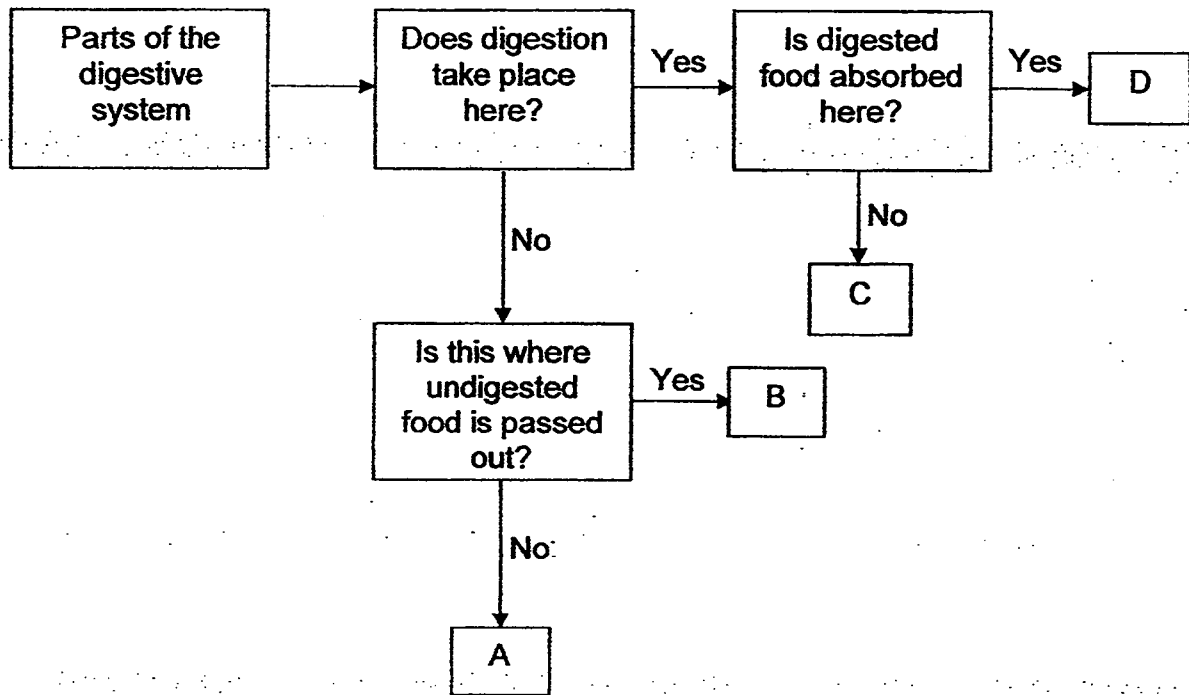 Parts of the
digestive
system
Does digestion
take place
here?
Yes
Is digested
food absorbed
here?
Yes
D
No
No
C
Is this where
undigested
food is passed
out?
Yes
B
No
A